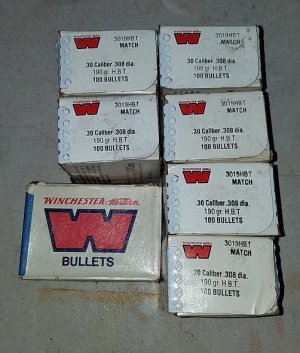 3019HBT
MATCH
.30 Caliber .308 dia.
190 gr. H.B.T.
100 BULLETS
3019HBT
MATCH
.30 Caliber .308 dia.
190 gr. H.B.T.
100 BULLETS
3019HBT
MATCH
.30 Caliber .308 dia.
190 gr. H.B.T.
100 BULLETS
3019HBT
MATCH
.30 Caliber .308 dia.
190 gr. H.B.T.
100 BULLETS
WINCHESTER-Western
W
BULLETS
3019HBT
MATCH
.30 Caliber .308 dia.
190 gr. H.B.T.
100 BULLETS
3019HBT
MATCH
.30 Caliber .308 dia.
190 gr. H.B.T.
100 BULLETS